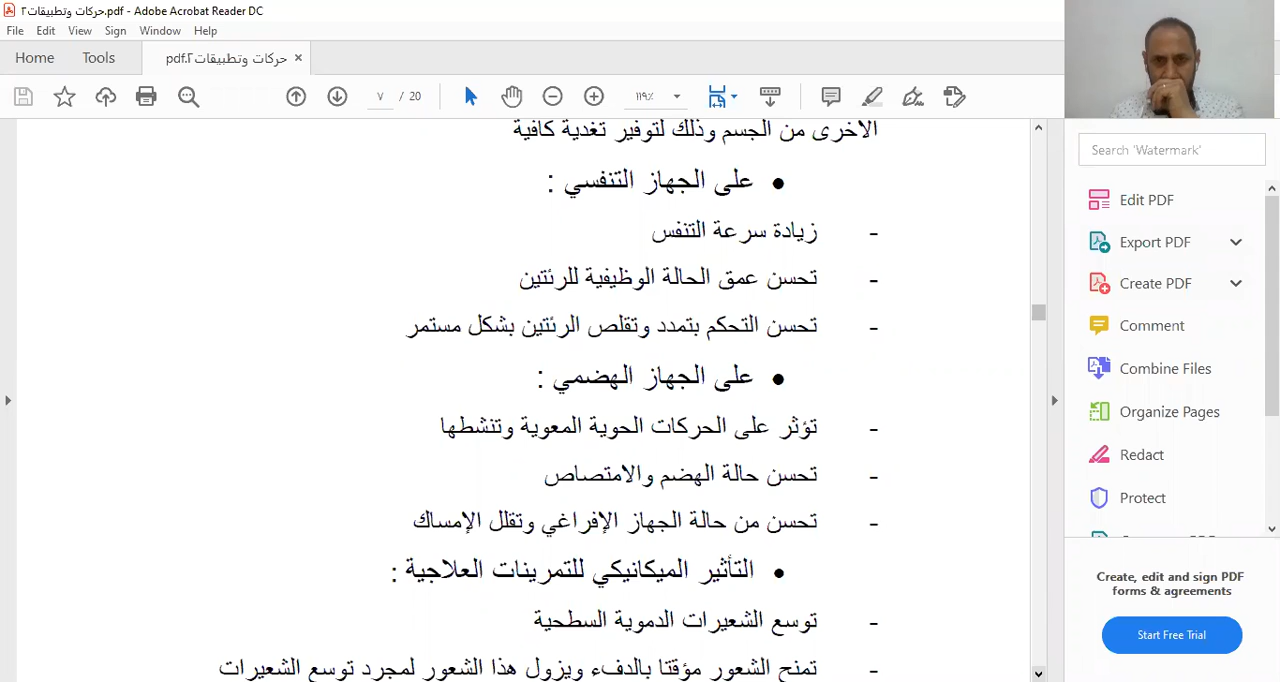 حركات وتطبيقات٢.pdf - Adobe Acrobat Reader DC
File Edit View Sign Window Help
Home Tools حركات وتطبيقات٢.pdf ×
٧ / 20 ١١٩٪
الاخرى من الجسم وذلك لتوفير تغذية كافية
● على الجهاز التنفسي :
- زيادة سرعة التنفس
- تحسن عمق الحالة الوظيفية للرئتين
- تحسن التحكم بتمدد وتقلص الرئتين بشكل مستمر
● على الجهاز الهضمي :
- تؤثر على الحركات الحوية المعوية وتنشطها
- تحسن حالة الهضم والامتصاص
- تحسن من حالة الجهاز الإفراغي وتقلل الإمساك
● التأثير الميكانيكي للتمرينات العلاجية :
- توسع الشعيرات الدموية السطحية
- تمنح الشعور مؤقتا بالدفء ويزول هذا الشعور لمجرد توسع الشعيرات
Search 'Watermark'
Edit PDF
Export PDF
Create PDF
Comment
Combine Files
Organize Pages
Redact
Protect
Create, edit and sign PDF
forms & agreements
Start Free Trial